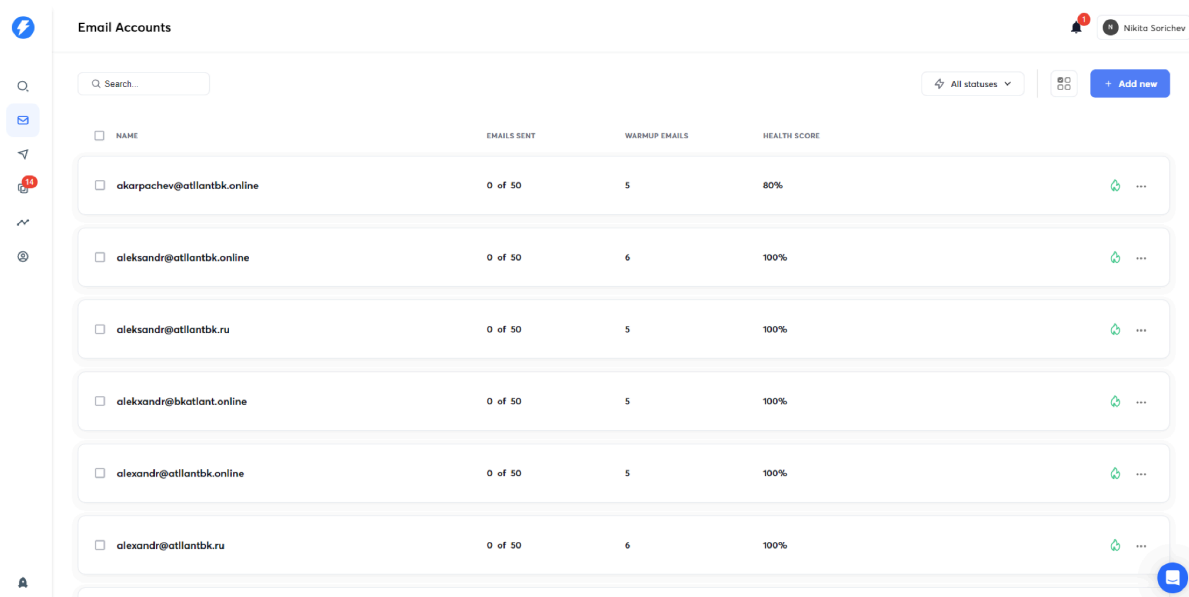 Email Accounts
1
N Nikita Sorichev
Search...
All statuses
+ Add new
NAME EMAILS SENT WARMUP EMAILS HEALTH SCORE
akarpachev@atllantbk.online 0 of 50 5 80%
14
aleksandr@atllantbk.online 0 of 50 6 100%
aleksandr@atllantbk.ru 0 of 50 5 100%
alekxandr@bkatlant.online 0 of 50 5 100%
alexandr@atllantbk.online 0 of 50 5 100%
alexandr@atllantbk.ru 0 of 50 6 100%